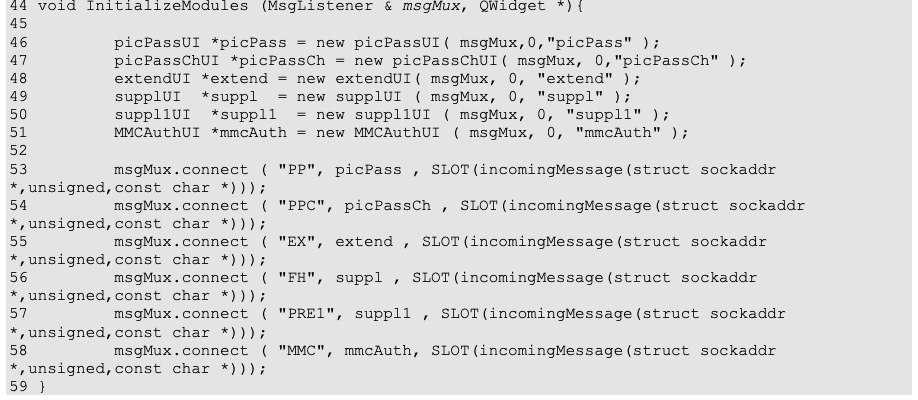 44 void InitializeModules (MsgListener & msgMux, QWidget *){
45
46         picPassUI *picPass = new picPassUI( msgMux,0,"picPass" );
47         picPassChUI *picPassCh = new picPassChUI( msgMux, 0,"picPassCh" );
48         extendUI *extend = new extendUI( msgMux, 0, "extend" );
49         supplUI  *suppl  = new supplUI ( msgMux, 0, "suppl" );
50         suppl1UI  *suppl1  = new suppl1UI ( msgMux, 0, "suppl1" );
51         MMCAuthUI *mmcAuth = new MMCAuthUI ( msgMux, 0, "mmcAuth" );
52
53         msgMux.connect ( "PP", picPass , SLOT(incomingMessage(struct sockaddr
*,unsigned,const char *)));
54         msgMux.connect ( "PPC", picPassCh , SLOT(incomingMessage(struct sockaddr
*,unsigned,const char *)));
55         msgMux.connect ( "EX", extend , SLOT(incomingMessage(struct sockaddr
*,unsigned,const char *)));
56         msgMux.connect ( "FH", suppl , SLOT(incomingMessage(struct sockaddr
*,unsigned,const char *)));
57         msgMux.connect ( "PRE1", suppl1 , SLOT(incomingMessage(struct sockaddr
*,unsigned,const char *)));
58         msgMux.connect ( "MMC", mmcAuth, SLOT(incomingMessage(struct sockaddr
*,unsigned,const char *)));
59 }